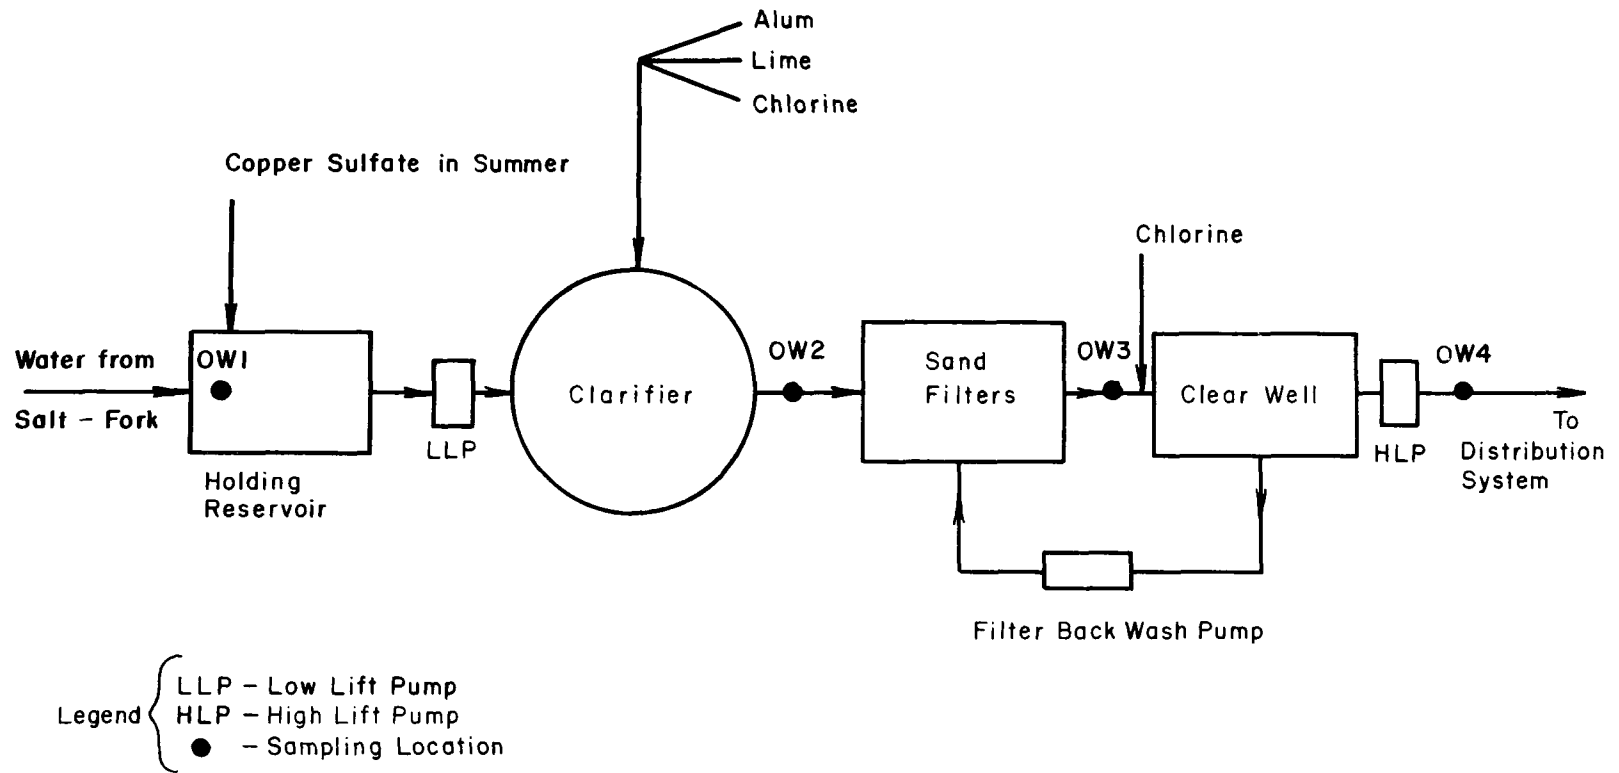 Alum
Lime
Chlorine
Copper Sulfate in Summer
Chlorine
Water from
Salt - Fork
OW1
Holding
Reservoir
LLP
Clarifier
OW2
Sand
Filters
OW3
Clear Well
HLP
OW4
To
Distribution
System
Filter Back Wash Pump
Legend
LLP - Low Lift Pump
HLP - High Lift Pump
- Sampling Location